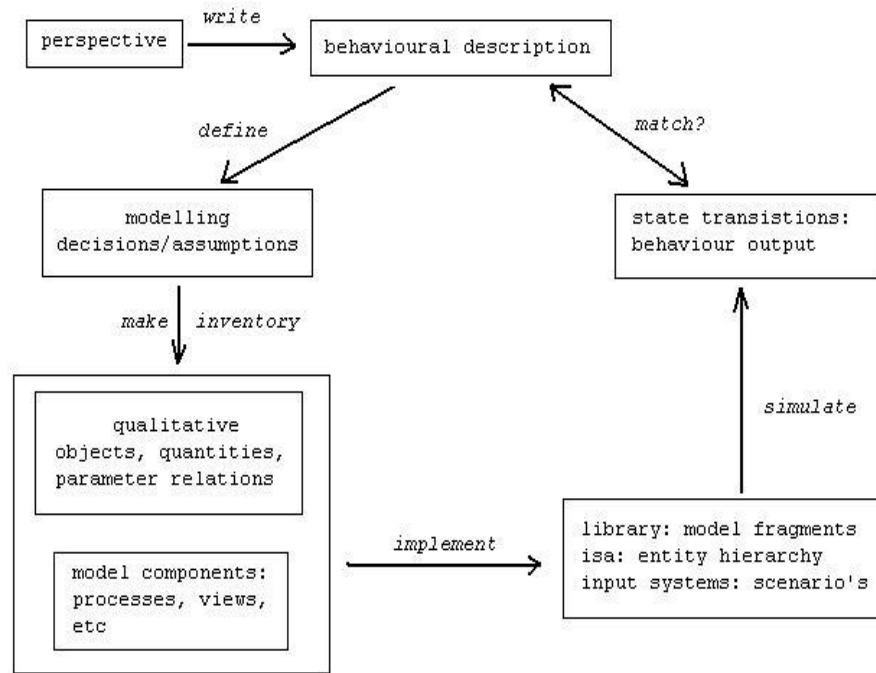 write
perspective
behavioural description
define
match?
modelling
decisions/assumptions
state transistions:
behaviour output
make inventory
qualitative
objects, quantities,
parameter relations
simulate
implement
library: model fragments
isa: entity hierarchy
input systems: scenario's
model components:
processes, views,
etc